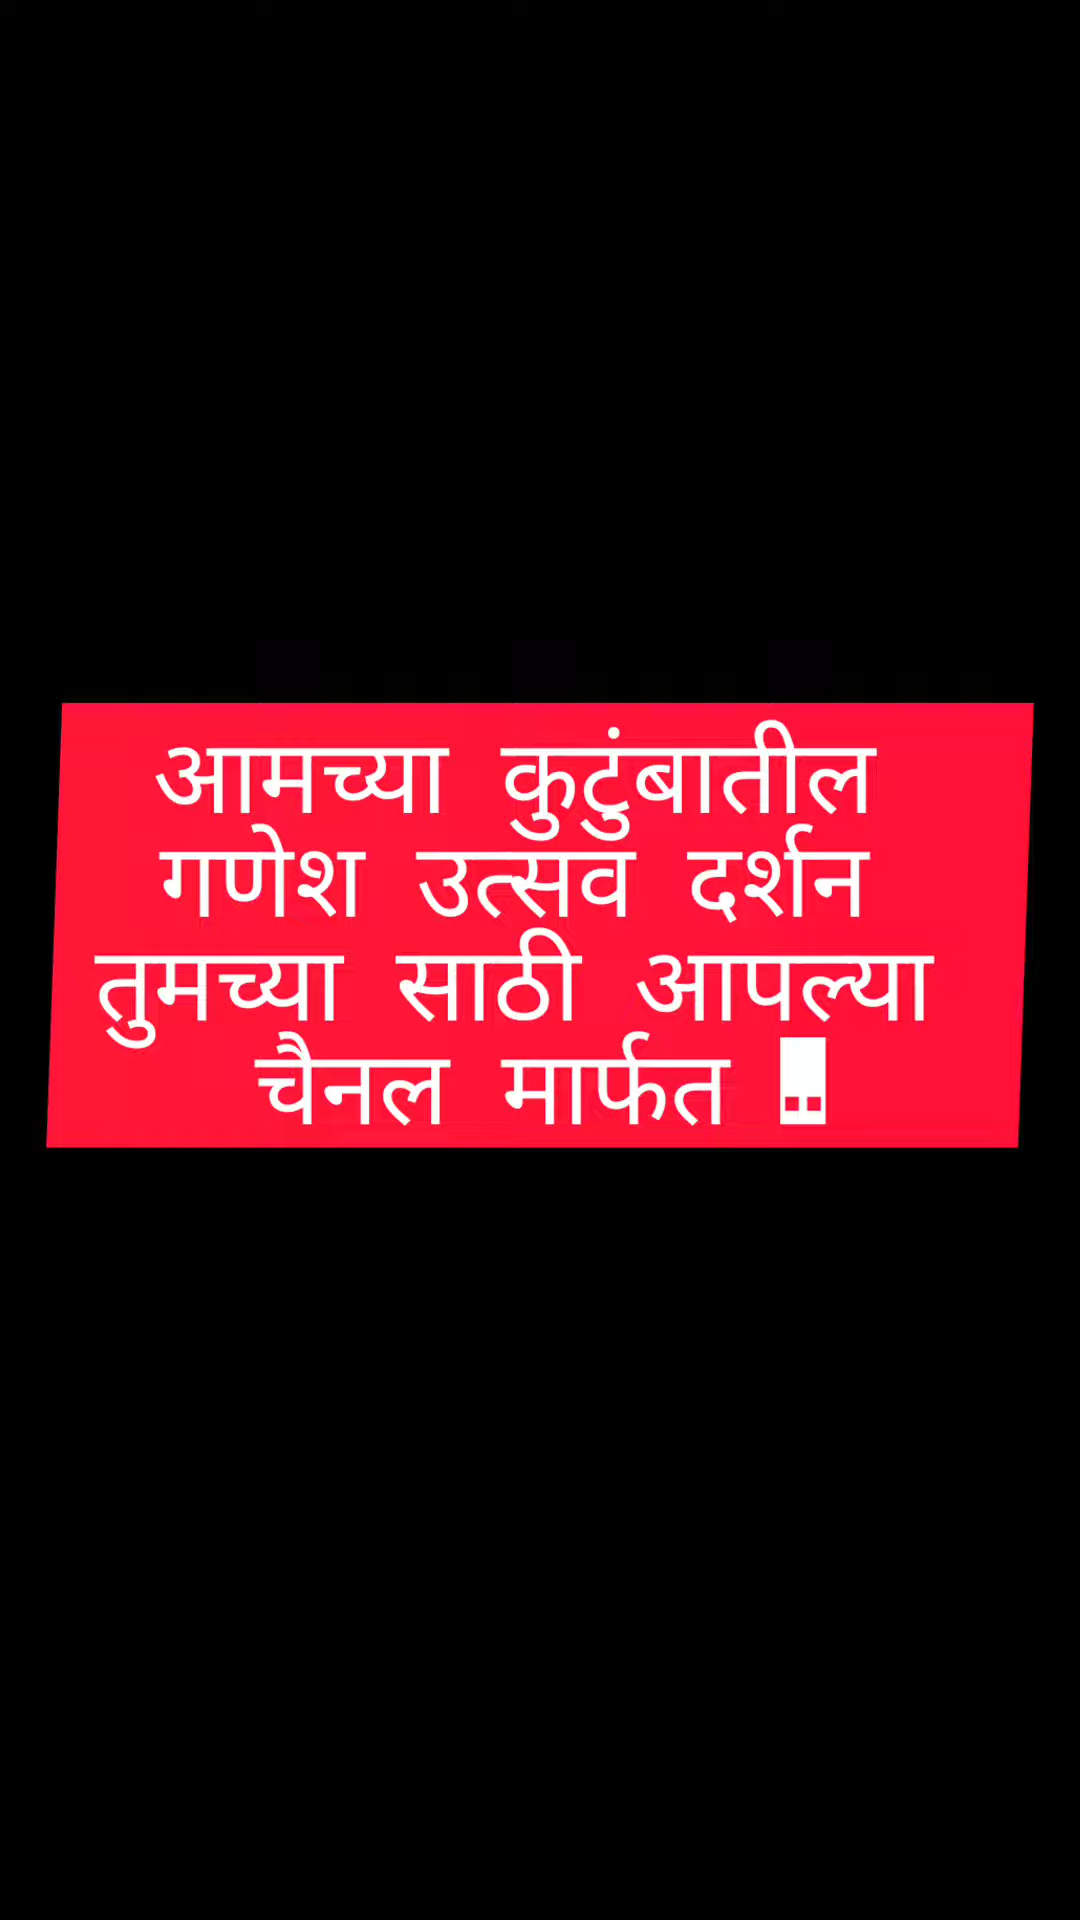 आमच्या कुटुंबातील
गणेश उत्सव दर्शन
तुमच्या साठी आपल्या
चैनल मार्फत ..